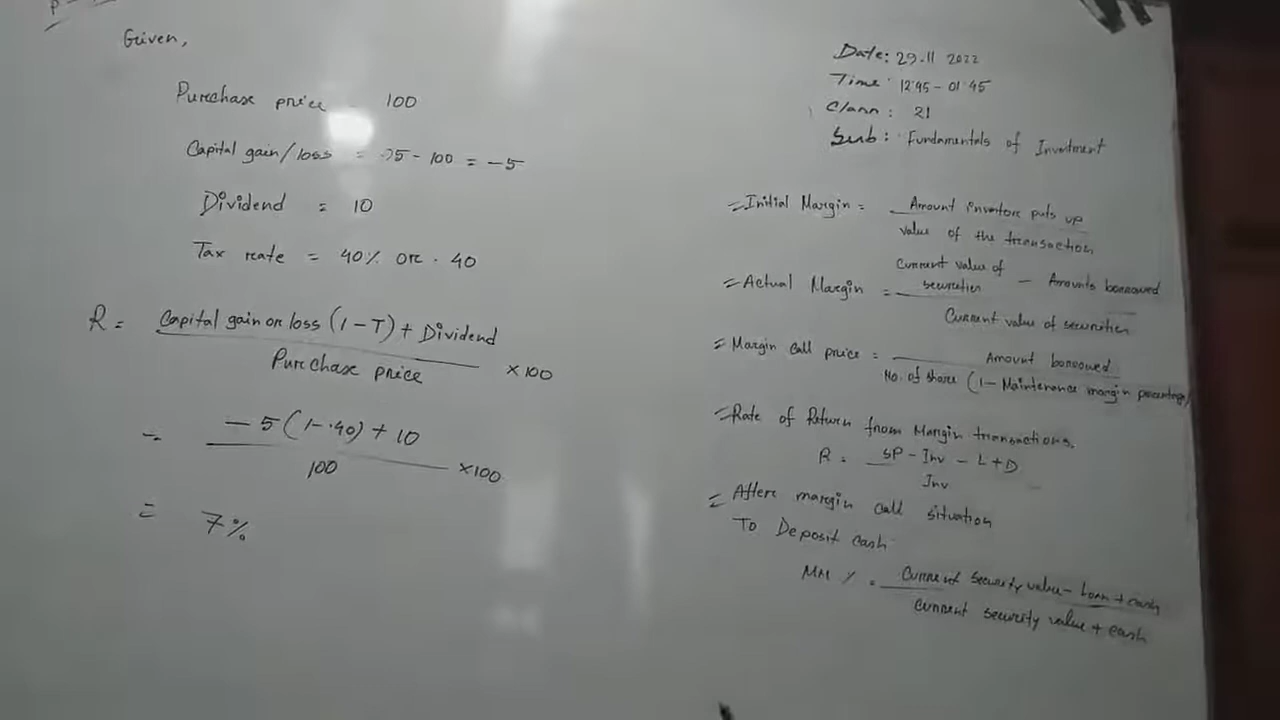 P
Given,
Purchase price = 100
Capital gain/loss = 95 - 100 = -5
Dividend = 10
Tax rate = 40% or .40
R = Capital gain or loss (1 - T) + Dividend
Purchase price × 100
= -5 (1 - .40) + 10
100 ×100
= 7%
Date: 29.11 2022
Time: 12:45 - 01:45
Class: 21
Sub: Fundamentals of Investment
=Initial Margin = Amount investors puts up
value of the transaction
=Actual Margin = Current value of securities - Amounts borrowed
Current value of securities
=Margin call price = Amount borrowed
No. of share (1 - Maintenance margin percentage)
=Rate of Return from Margin transactions.
R = SP - Inv - L + D
Inv
= After margin call situation
To Deposit cash
MM % = Current security value - Loan + cash
current security value + cash